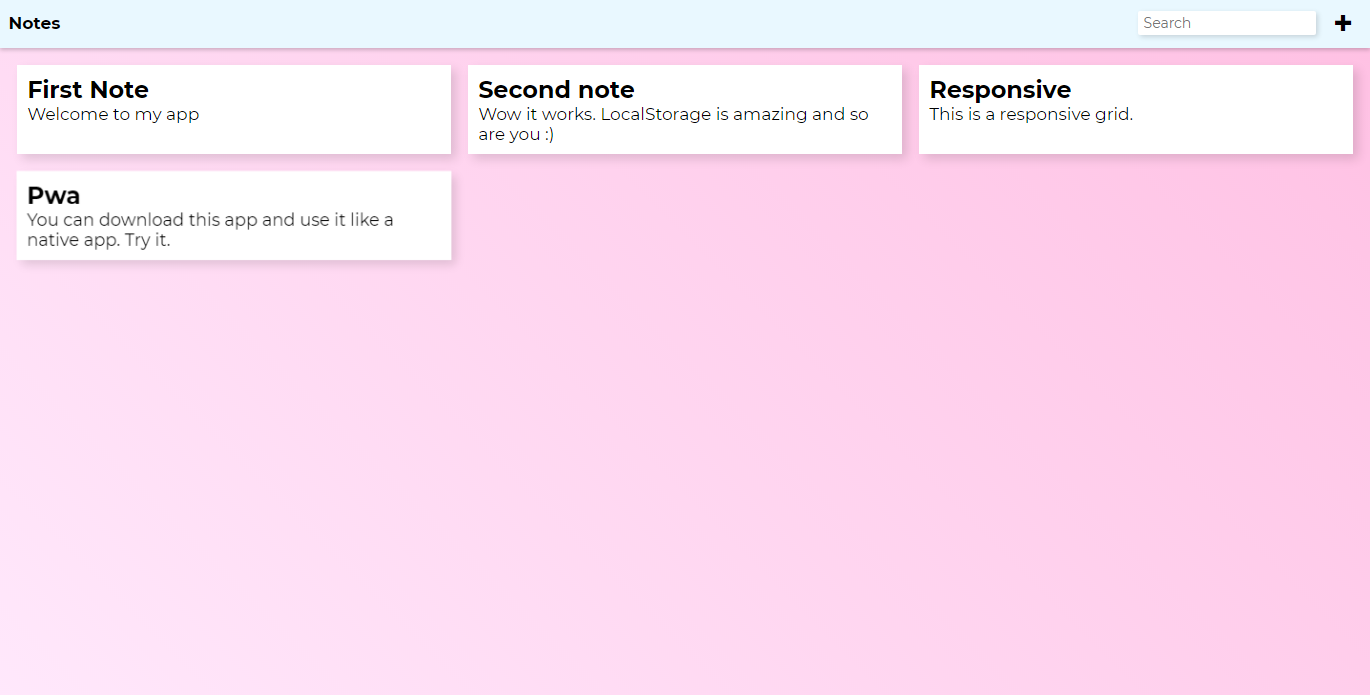 Notes
Search
First Note
Welcome to my app
Second note
Wow it works. LocalStorage is amazing and so
are you :)
Responsive
This is a responsive grid.
Pwa
You can download this app and use it like a
native app. Try it.